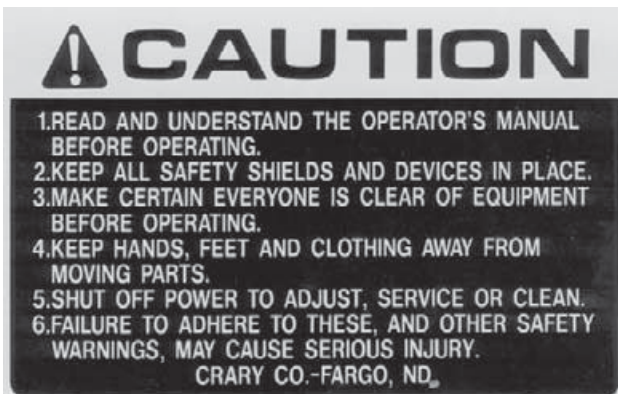 CAUTION
1.READ AND UNDERSTAND THE OPERATOR'S MANUAL
BEFORE OPERATING.
2.KEEP ALL SAFETY SHIELDS AND DEVICES IN PLACE.
3.MAKE CERTAIN EVERYONE IS CLEAR OF EQUIPMENT
BEFORE OPERATING.
4.KEEP HANDS, FEET AND CLOTHING AWAY FROM
MOVING PARTS.
5.SHUT OFF POWER TO ADJUST, SERVICE OR CLEAN.
6.FAILURE TO ADHERE TO THESE, AND OTHER SAFETY
WARNINGS, MAY CAUSE SERIOUS INJURY.
CRARY CO.-FARGO, ND.